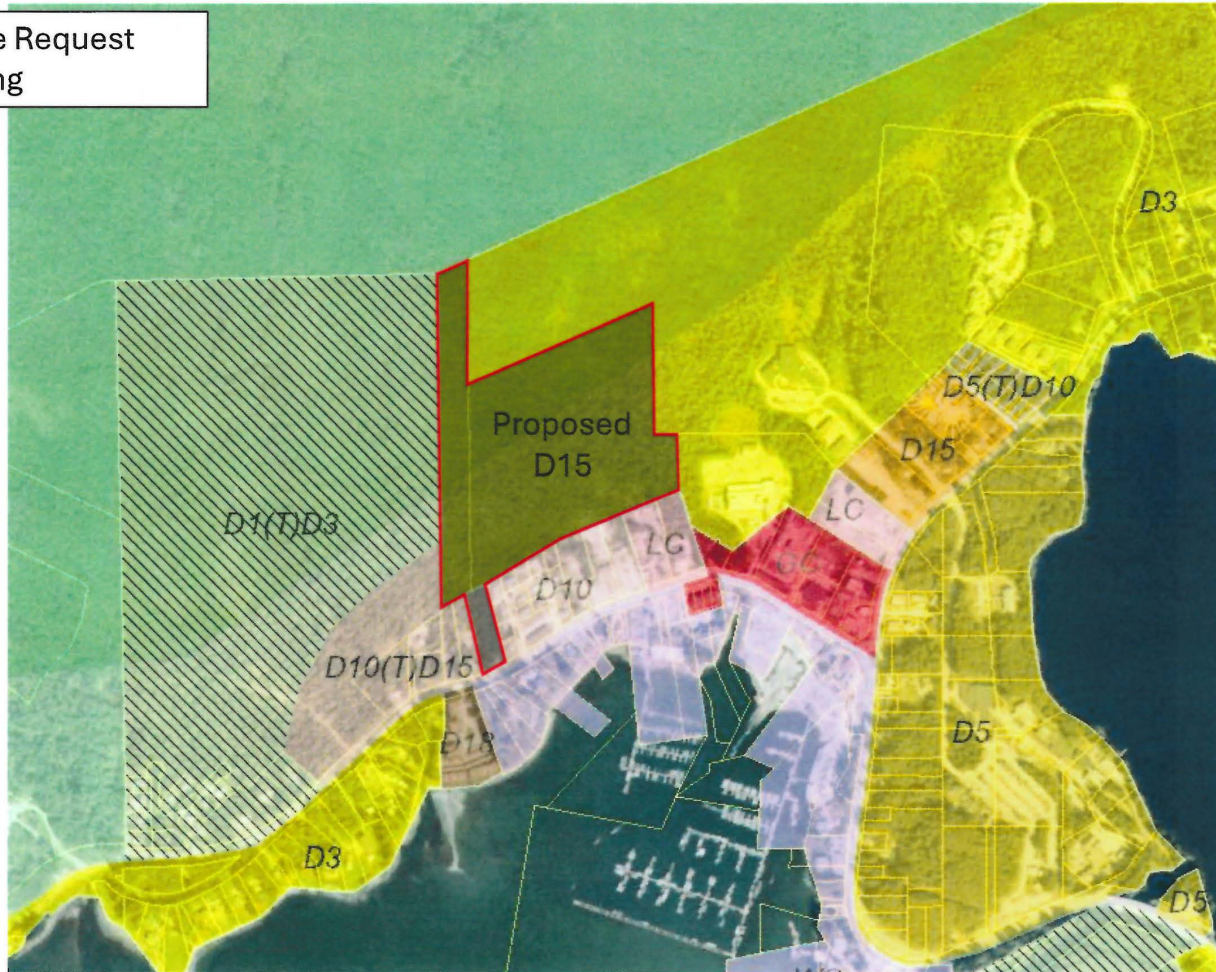 e Request
ng
D3
D5(T)D10
Proposed
D15
D15
LC
D1(T)D3
LC
GC
D10
D10(T)D15
D18
D5
D3
D5